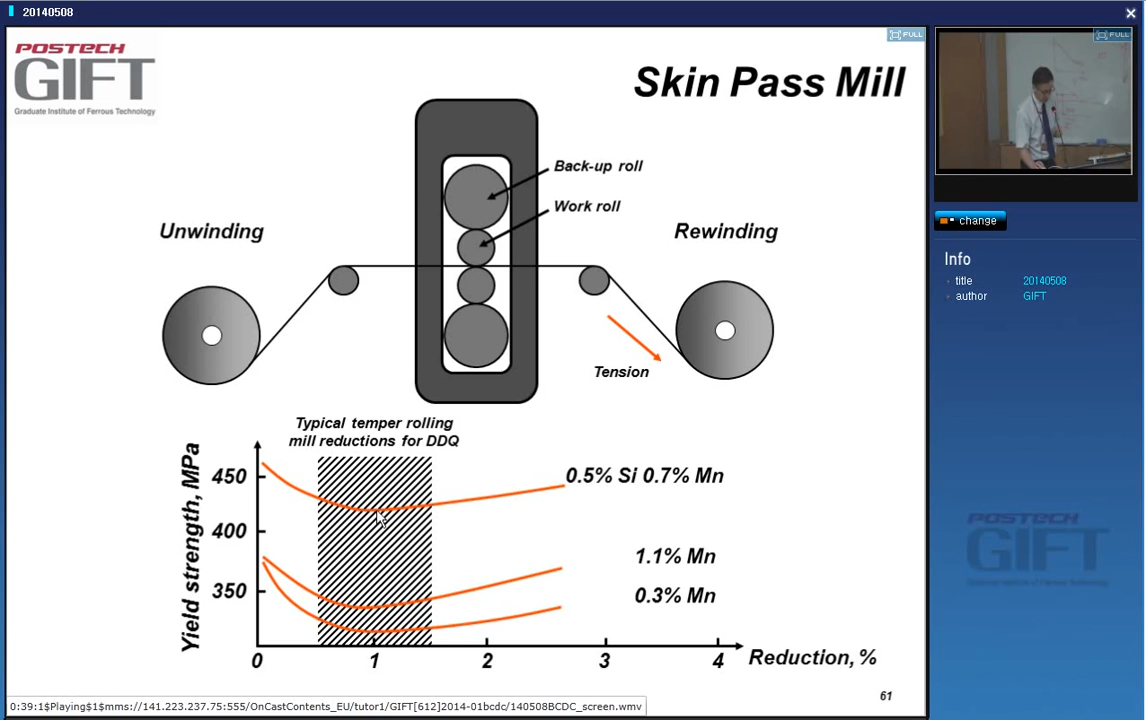 20140508
FULL
FULL
POSTECH
GIFT
Graduate Institute of Ferrous Technology
Skin Pass Mill
Back-up roll
Work roll
Unwinding
Rewinding
Tension
Typical temper rolling
mill reductions for DDQ
Yield strength, MPa
450
400
350
0.5% Si 0.7% Mn
1.1% Mn
0.3% Mn
0
1
2
3
4
Reduction, %
61
0:39:1$Playing$1$mms://141.223.237.75:555/OnCastContents_EU/tutor1/GIFT[612]2014-01bcdc/140508BCDC_screen.wmv
change
Info
title
20140508
author
GIFT
POSTECH
GIFT